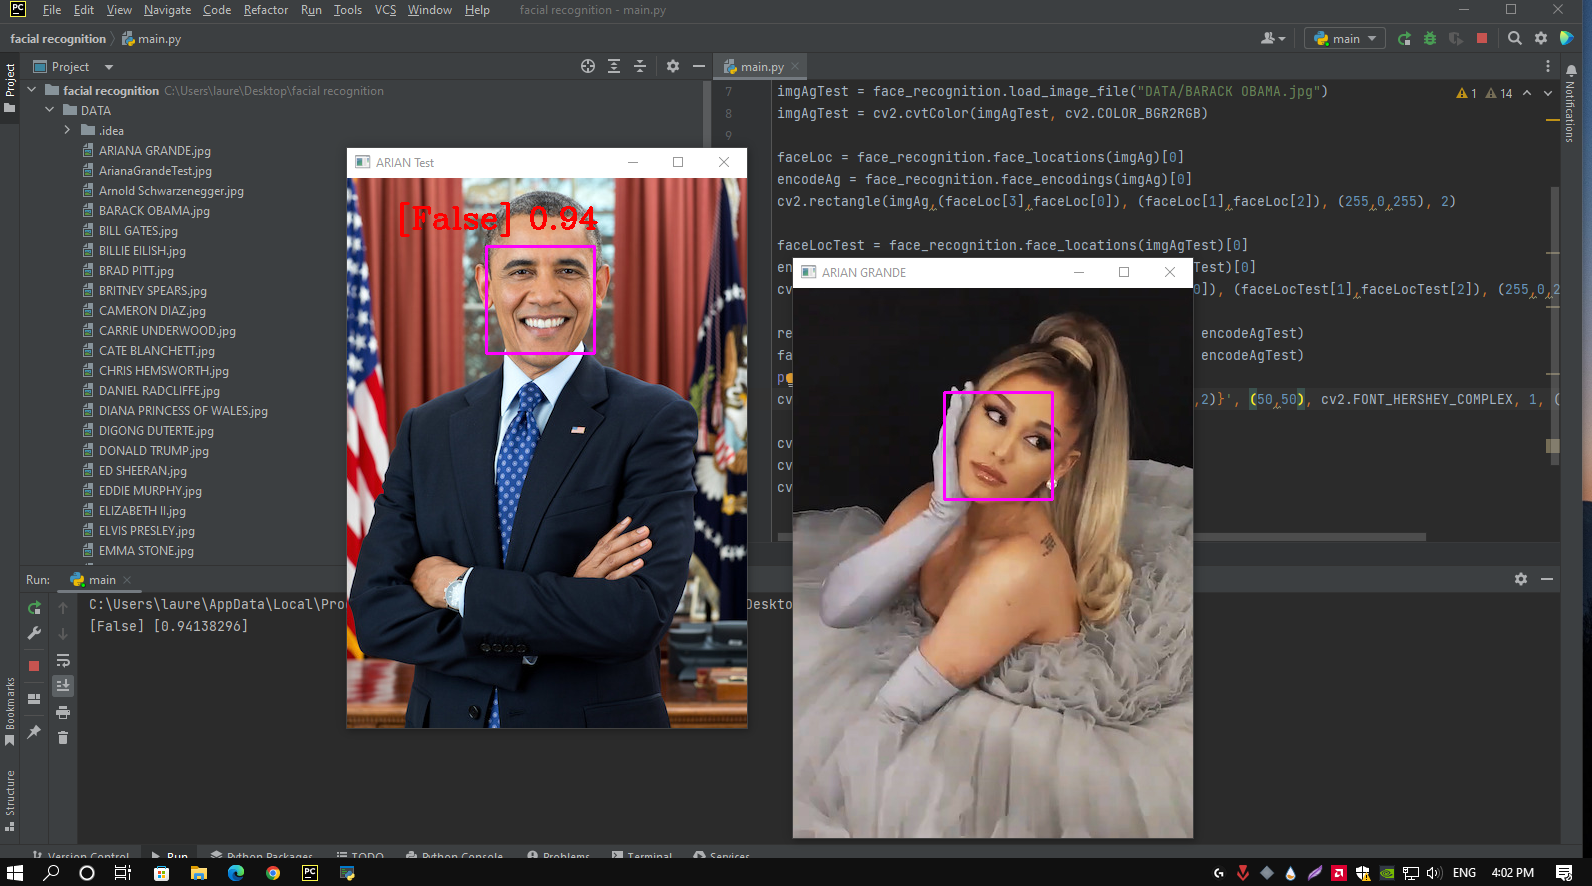 PC File Edit View Navigate Code Refactor Run Tools VCS Window Help facial recognition - main.py
facial recognition main.py
main
Project
Project
main.py
facial recognition C:\Users\laure\Desktop\facial recognition
DATA
.idea
ARIANA GRANDE.jpg
ArianaGrandeTest.jpg
Arnold Schwarzenegger.jpg
BARACK OBAMA.jpg
BILL GATES.jpg
BILLIE EILISH.jpg
BRAD PITT.jpg
BRITNEY SPEARS.jpg
CAMERON DIAZ.jpg
CARRIE UNDERWOOD.jpg
CATE BLANCHETT.jpg
CHRIS HEMSWORTH.jpg
DANIEL RADCLIFFE.jpg
DIANA PRINCESS OF WALES.jpg
DIGONG DUTERTE.jpg
DONALD TRUMP.jpg
ED SHEERAN.jpg
EDDIE MURPHY.jpg
ELIZABETH II.jpg
ELVIS PRESLEY.jpg
EMMA STONE.jpg
ARIAN Test
[False] 0.94
7 imgAgTest = face_recognition.load_image_file("DATA/BARACK OBAMA.jpg")
1 14
8 imgAgTest = cv2.cvtColor(imgAgTest, cv2.COLOR_BGR2RGB)
9
faceLoc = face_recognition.face_locations(imgAg)[0]
encodeAg = face_recognition.face_encodings(imgAg)[0]
cv2.rectangle(imgAg,(faceLoc[3],faceLoc[0]), (faceLoc[1],faceLoc[2]), (255,0,255), 2)
faceLocTest = face_recognition.face_locations(imgAgTest)[0]
en Test)[0]
cv 0]), (faceLocTest[1],faceLocTest[2]), (255,0,2
re encodeAgTest)
fa encodeAgTest)
p
cv ,2)}', (50,50), cv2.FONT_HERSHEY_COMPLEX, 1, (
cv
cv
cv
ARIAN GRANDE
Notifications
Run: main
C:\Users\laure\AppData\Local\Pro Deskto
[False] [0.94138296]
Bookmarks
Structure
Version Control Run Python Packages TODO Python Console Problems Terminal Services
PC ENG 4:02 PM